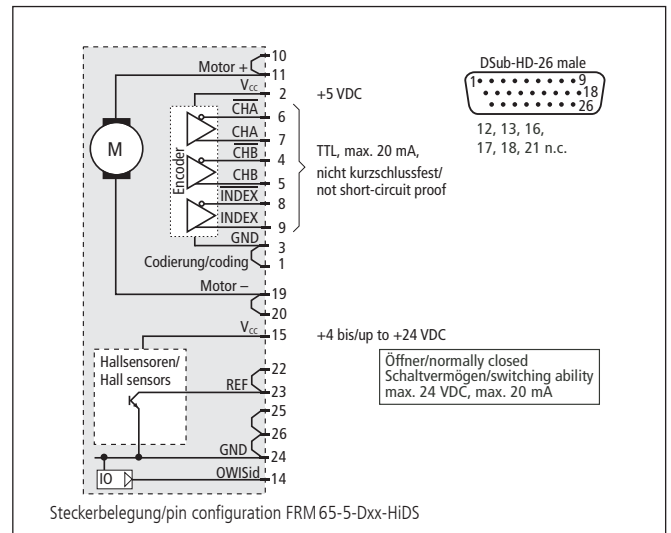 10
Motor +
11
Vcc
2
+5 VDC
CHA
6
CHA
7
CHB
4
CHB
5
INDEX
8
INDEX
9
GND
3
Codierung/coding
1
TTL, max. 20 mA,
nicht kurzschlussfest/
not short-circuit proof
M
Encoder
DSub-HD-26 male
1
9
18
26
12, 13, 16,
17, 18, 21 n.c.
Motor –
19
20
Vcc
15
+4 bis/up to +24 VDC
Hallsensoren/
Hall sensors
22
REF
23
25
26
GND
24
IO
OWISid
14
Öffner/normally closed
Schaltvermögen/switching ability
max. 24 VDC, max. 20 mA
Steckerbelegung/pin configuration FRM 65-5-Dxx-HiDS